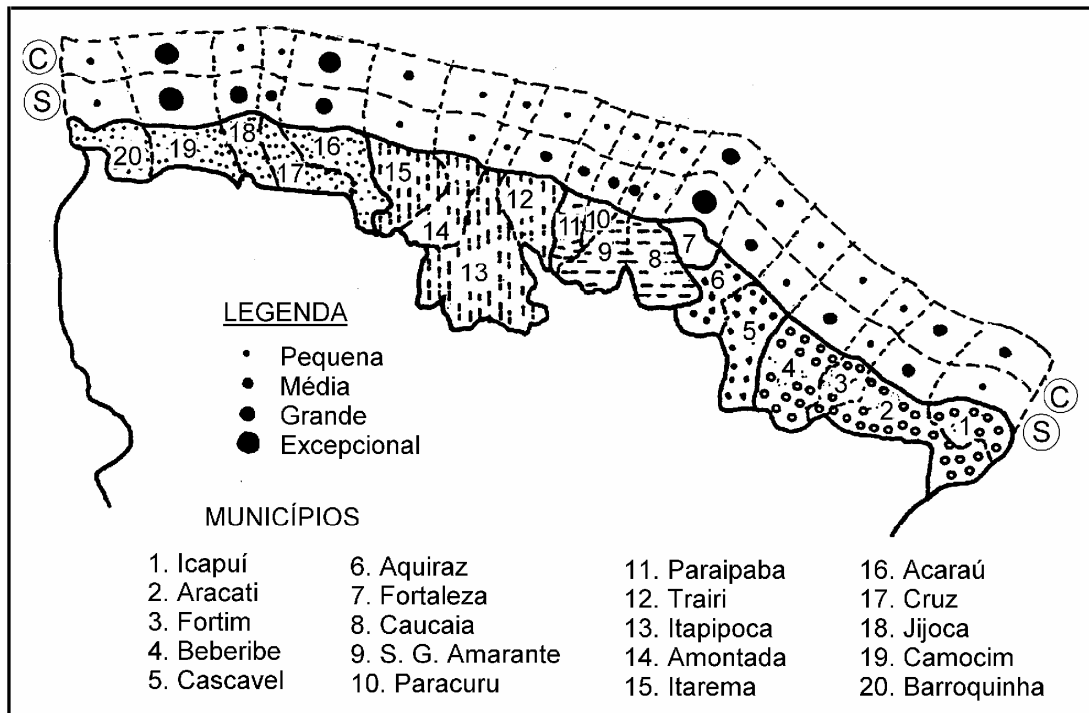 C
S
20
19
18
17
16
15
14
13
12
11
10
9
8
7
6
5
4
3
2
1
C
S
LEGENDA
Pequena
Média
Grande
Excepcional
MUNICÍPIOS
1. Icapuí
2. Aracati
3. Fortim
4. Beberibe
5. Cascavel
6. Aquiraz
7. Fortaleza
8. Caucaia
9. S. G. Amarante
10. Paracuru
11. Paraipaba
12. Trairi
13. Itapipoca
14. Amontada
15. Itarema
16. Acaraú
17. Cruz
18. Jijoca
19. Camocim
20. Barroquinha